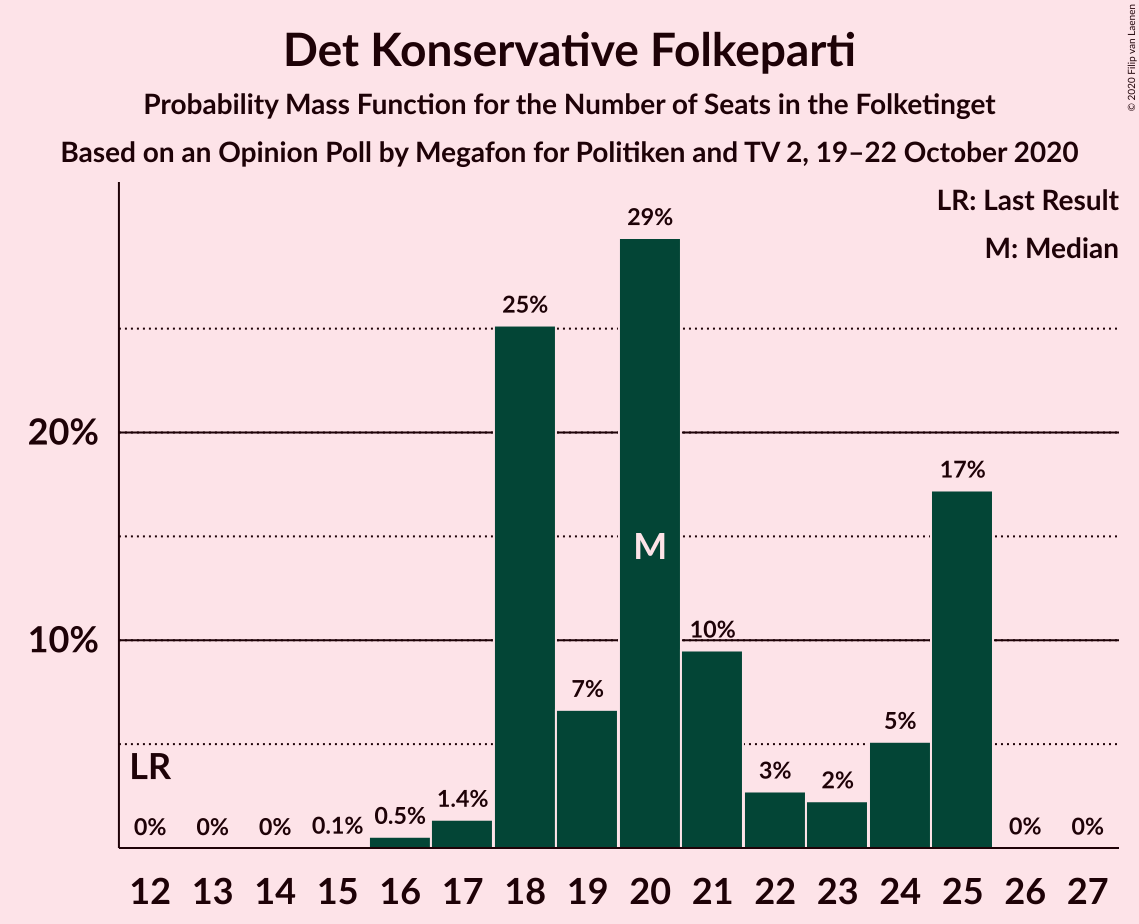 Det Konservative Folkeparti
Probability Mass Function for the Number of Seats in the Folketinget
Based on an Opinion Poll by Megafon for Politiken and TV 2, 19–22 October 2020
© 2020 Filip van Laenen
LR: Last Result
M: Median
29%
25%
20%
17%
M
10%
10%
7%
5%
LR
3%
2%
1.4%
0.5%
0% 0% 0% 0.1% 0% 0%
12 13 14 15 16 17 18 19 20 21 22 23 24 25 26 27